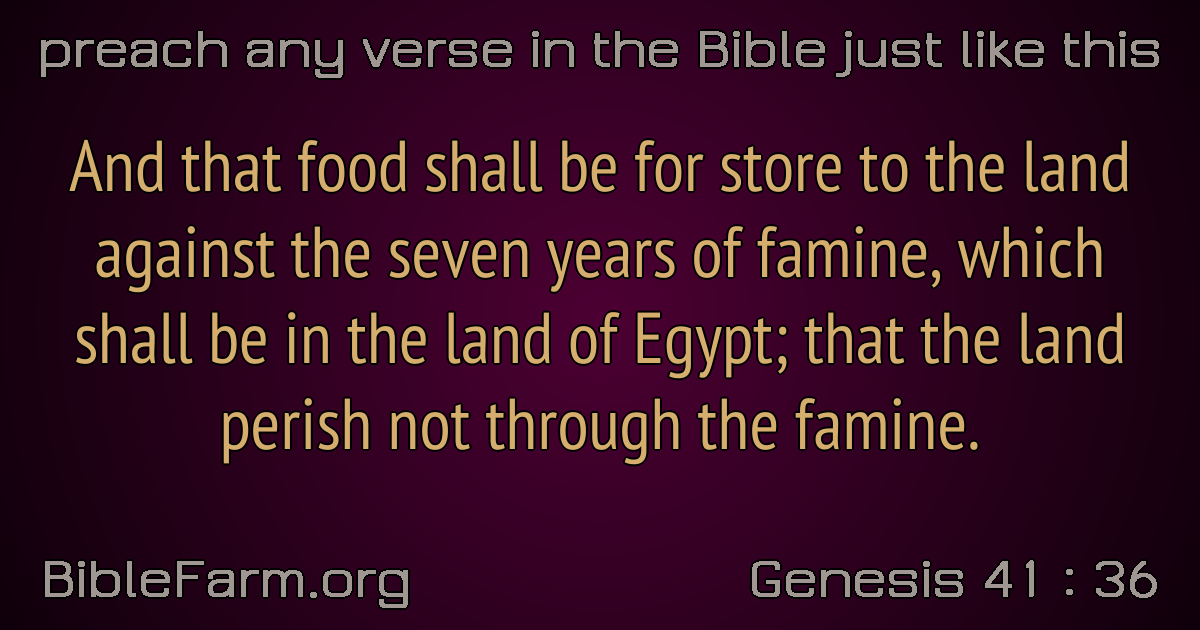 preach any verse in the Bible just like this
And that food shall be for store to the land
against the seven years of famine, which
shall be in the land of Egypt; that the land
perish not through the famine.
BibleFarm.org
Genesis 41 : 36